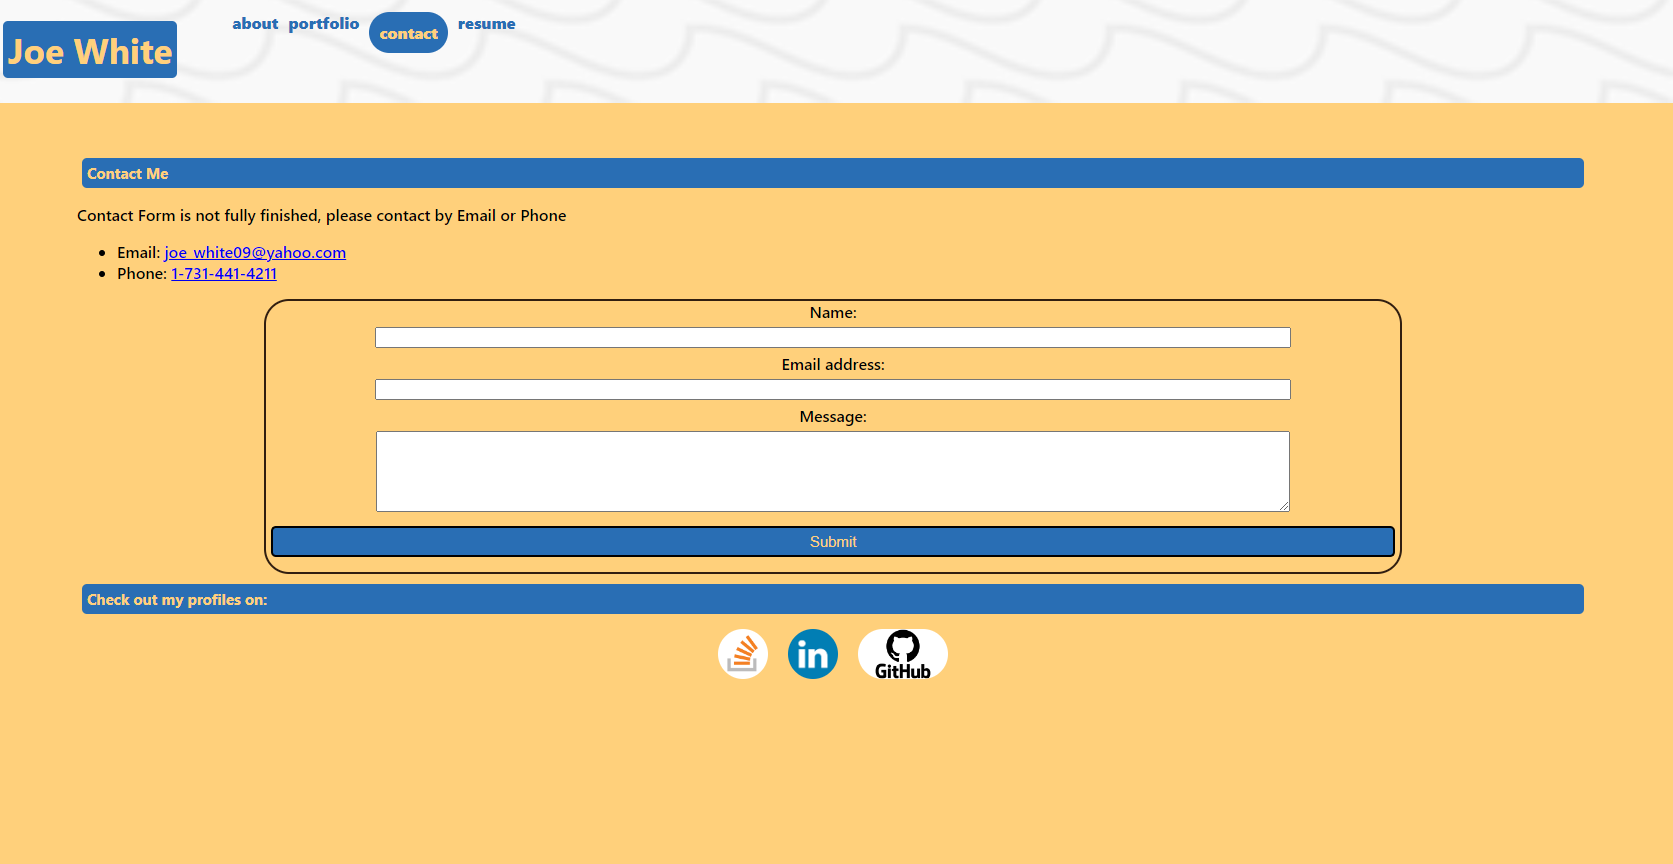 Joe White
about portfolio contact resume
Contact Me
Contact Form is not fully finished, please contact by Email or Phone
Email: joe_white09@yahoo.com
Phone: 1-731-441-4211
Name:
Email address:
Message:
Submit
Check out my profiles on:
in
GitHub